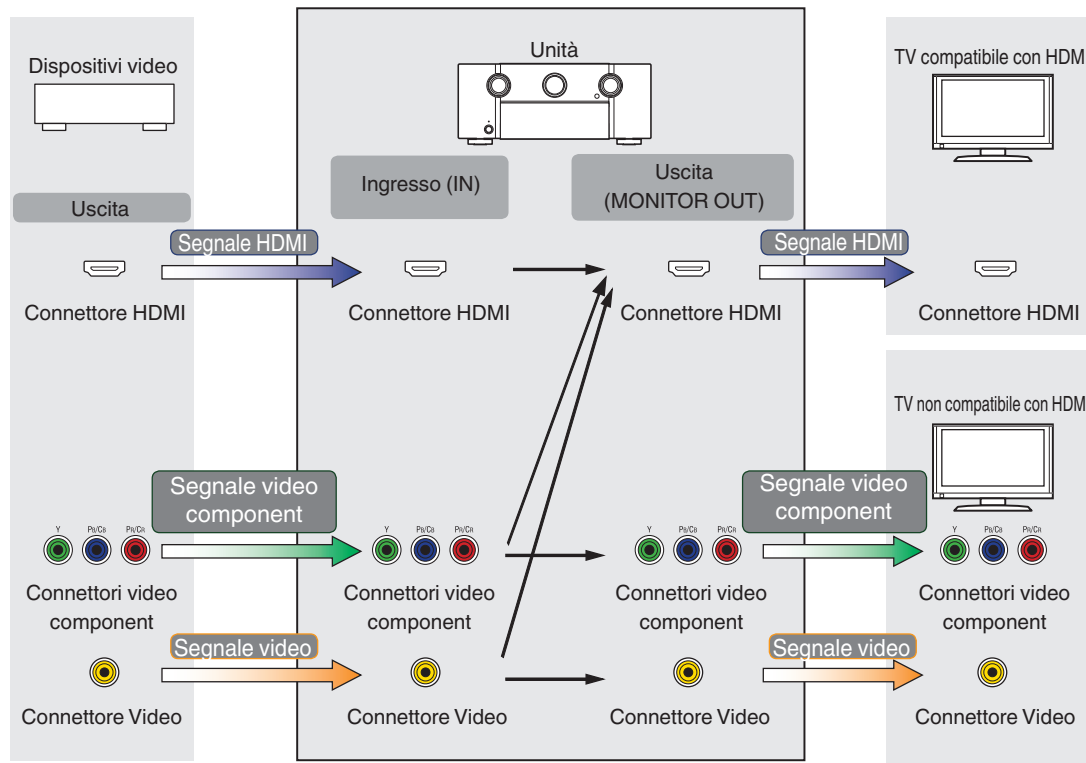 Dispositivi video
Unità
TV compatibile con HDM
Uscita
Ingresso (IN)
Uscita
(MONITOR OUT)
Segnale HDMI
Segnale HDMI
Connettore HDMI
Connettore HDMI
Connettore HDMI
Connettore HDMI
TV non compatibile con HDM
Segnale video
component
Segnale video
component
Y PB/CB PR/CR
Y PB/CB PR/CR
Y PB/CB PR/CR
Y PB/CB PR/CR
Connettori video
component
Connettori video
component
Connettori video
component
Connettori video
component
Segnale video
Segnale video
Connettore Video
Connettore Video
Connettore Video
Connettore Video